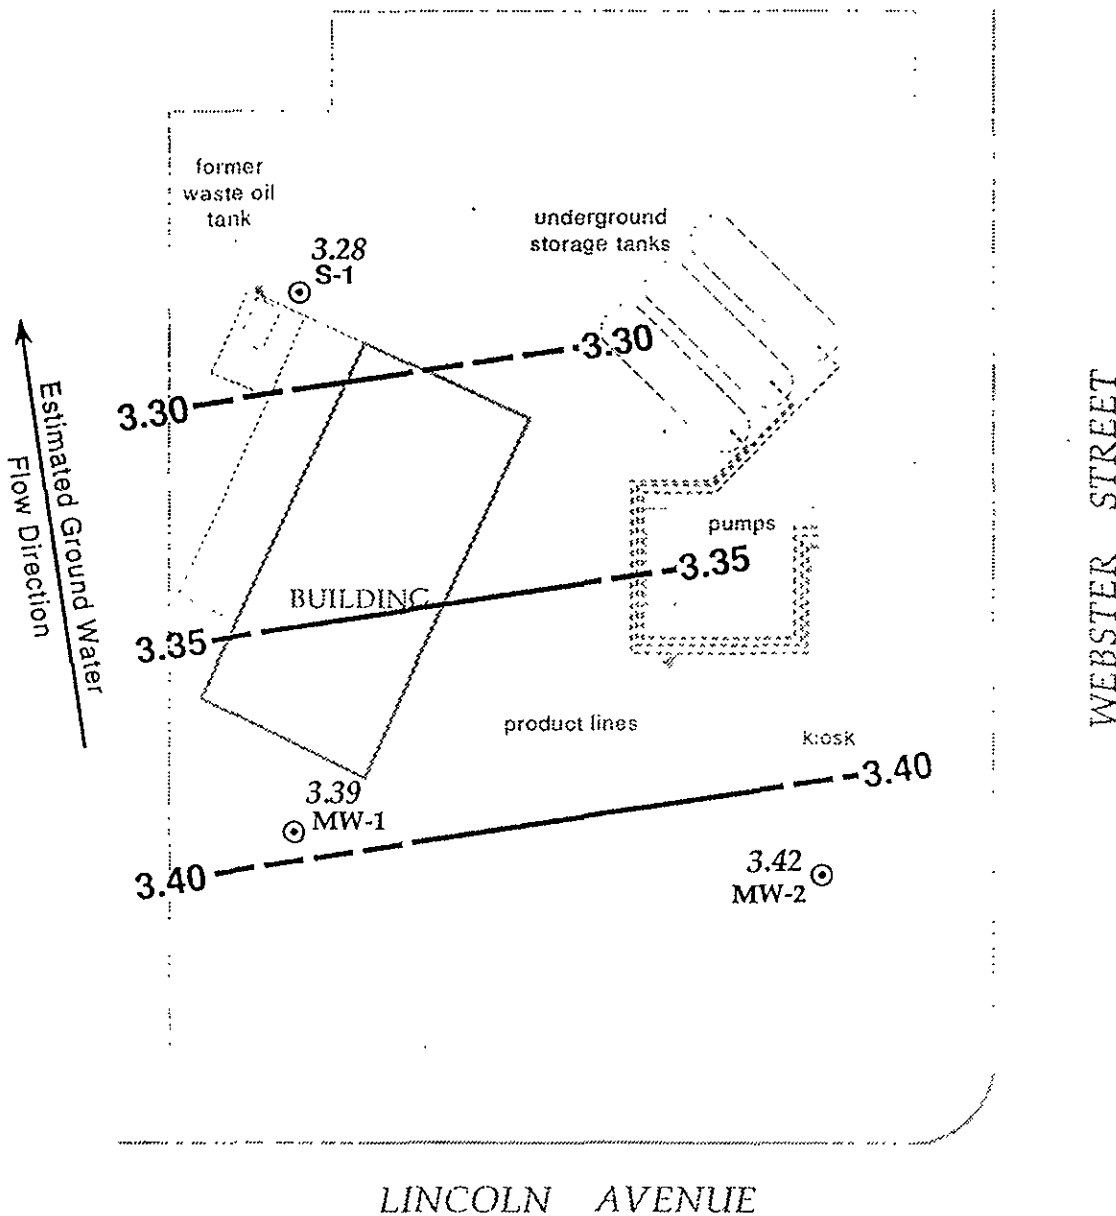 former
waste oil
tank
underground
storage tanks
3.28
S-1
3.30
3.30
Estimated Ground Water
Flow Direction
pumps
3.35
BUILDING
3.35
product lines
kiosk
3.40
3.39
MW-1
3.40
3.42
MW-2
WEBSTER STREET
LINCOLN AVENUE